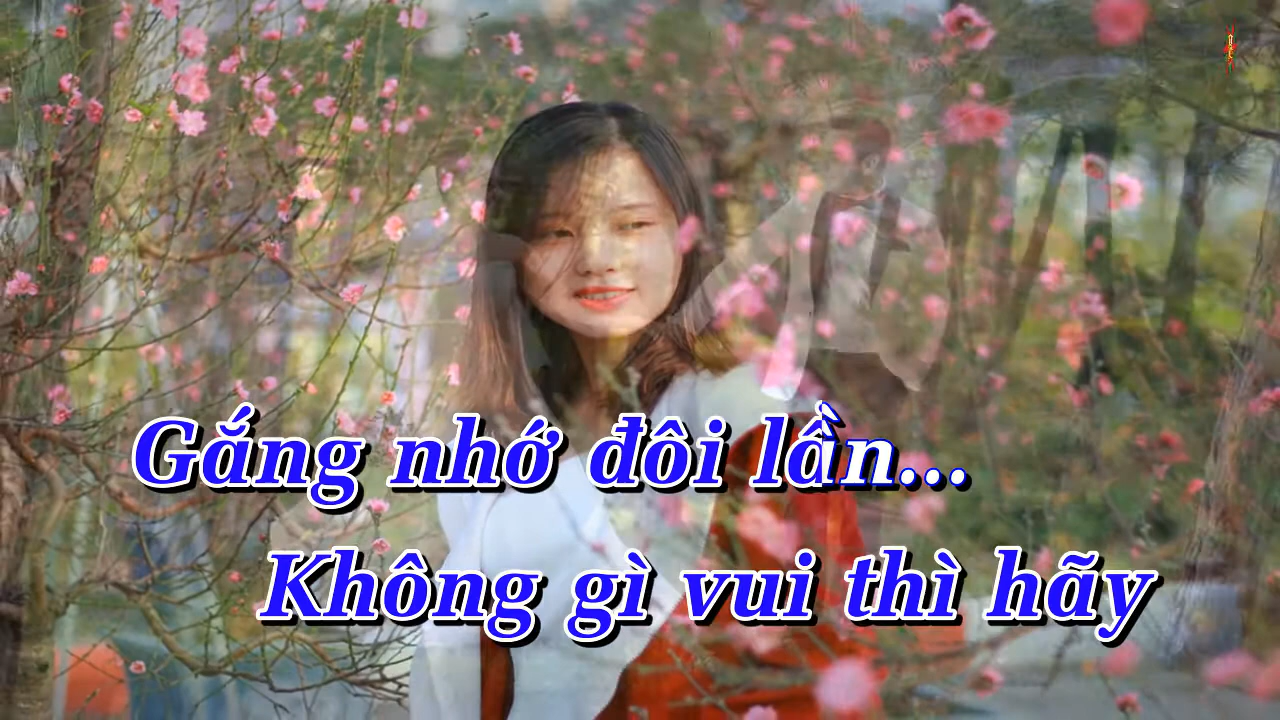 Gắng nhớ đôi lần...
Không gì vui thì hãy